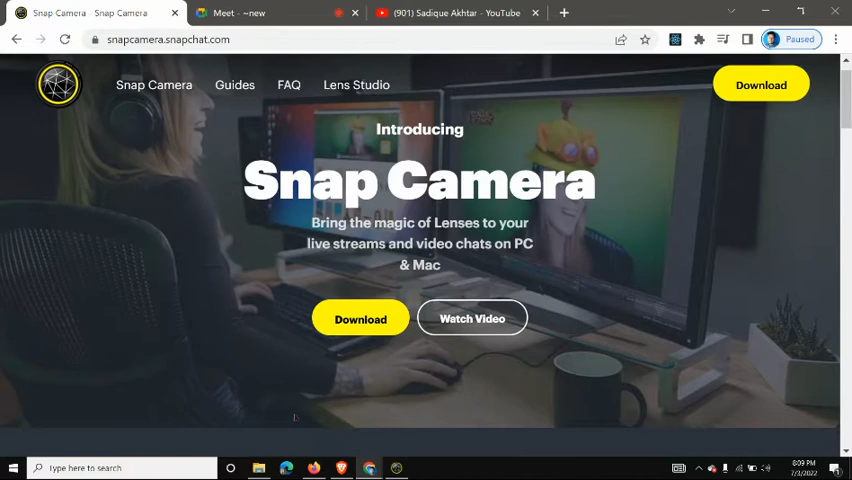 Snap Camera Snap Camera
Meet - ~new
(901) Sadique Akhtar - YouTube
snapcamera.snapchat.com
Paused
Snap Camera
Guides
FAQ
Lens Studio
Download
Introducing
Snap Camera
Bring the magic of Lenses to your
live streams and video chats on PC
& Mac
Download
Watch Video
Type here to search
8:09 PM
7/3/2022